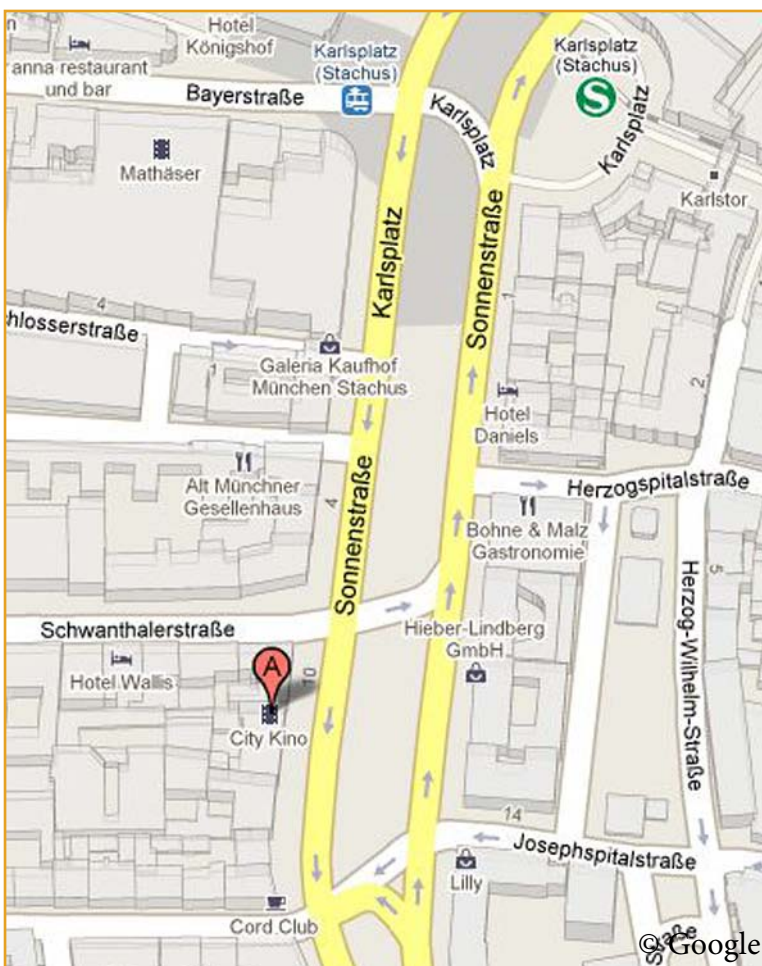 n
Hotel
Königshof
anna restaurant
und bar
Karlsplatz
(Stachus)
Karlsplatz
(Stachus)
S
Bayerstraße
Karlsplatz
Karlsplatz
Mathäser
Karlstor
Karlsplatz
Sonnenstraße
4
1
hlosserstraße
1
Galeria Kaufhof
München Stachus
2
Hotel
Daniels
Alt Münchner
Gesellenhaus
4
Sonnenstraße
Herzogspitalstraße
Bohne & Malz
Gastronomie
5
Herzog-Wilhelm-Straße
Schwanthalerstraße
Hieber-Lindberg
GmbH
Hotel Wallis
A
10
City Kino
14
Josephspitalstraße
Lilly
Cord Club
Straße
© Google